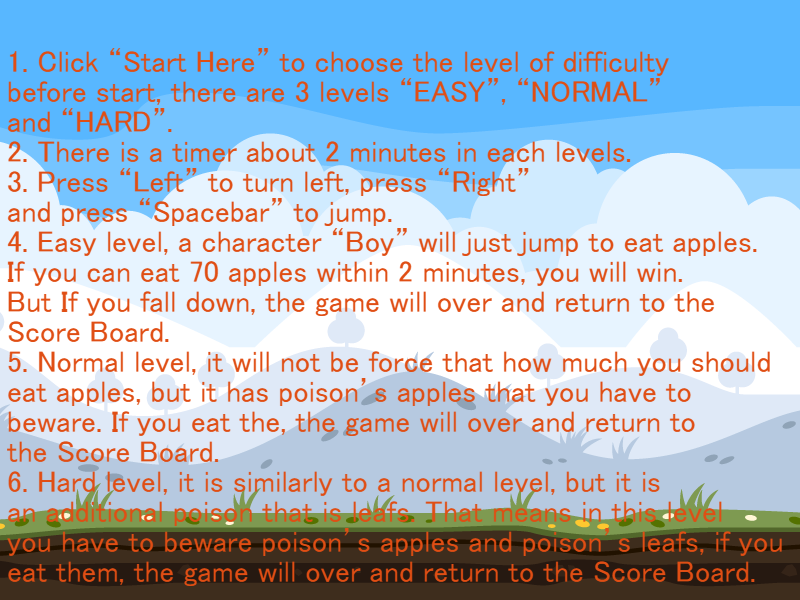 1. Click “Start Here” to choose the level of difficulty
before start, there are 3 levels “EASY”, “NORMAL”
and “HARD”.
2. There is a timer about 2 minutes in each levels.
3. Press “Left” to turn left, press “Right”
and press “Spacebar” to jump.
4. Easy level, a character “Boy” will just jump to eat apples.
If you can eat 70 apples within 2 minutes, you will win.
But If you fall down, the game will over and return to the
Score Board.
5. Normal level, it will not be force that how much you should
eat apples, but it has poison’s apples that you have to
beware. If you eat the, the game will over and return to
the Score Board.
6. Hard level, it is similarly to a normal level, but it is
an additional poison that is leafs. That means in this level
you have to beware poison’s apples and poison’s leafs, if you
eat them, the game will over and return to the Score Board.